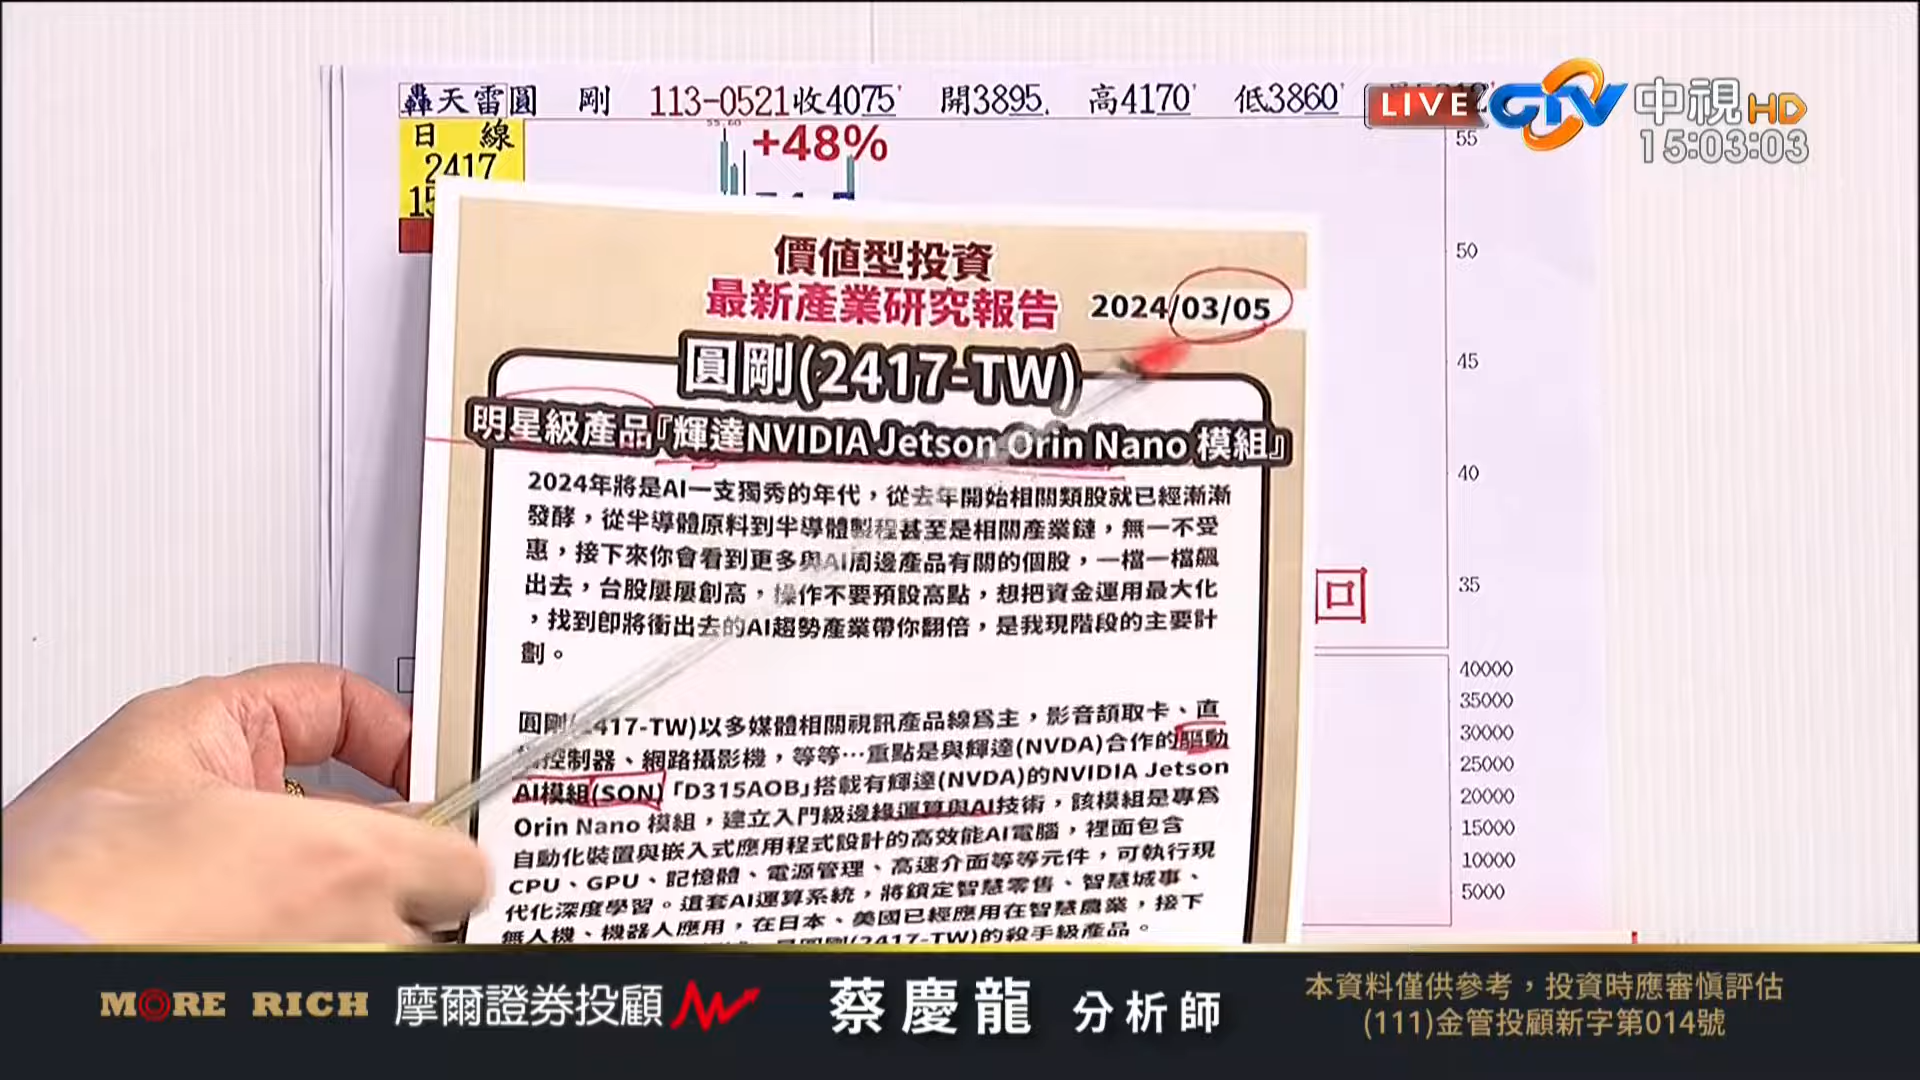 轟天雷圓 剛 113-0521收4075' 開3895. 高4170' 低3860'
LIVE CTV 中視HD
15:03:03
日 線
2417
55.60
+48%
55
50
45
40
35
回
40000
35000
30000
25000
20000
15000
10000
5000
價值型投資
最新產業研究報告 2024/03/05
圓剛(2417-TW)
明星級產品『輝達NVIDIA Jetson Orin Nano 模組』
2024年將是AI一支獨秀的年代，從去年開始相關類股就已經漸漸
發酵，從半導體原料到半導體製程甚至是相關產業鏈，無一不受
惠，接下來你會看到更多與AI周邊產品有關的個股，一檔一檔飆
出去，台股屢屢創高，操作不要預設高點，想把資金運用最大化
，找到即將衝出去的AI趨勢產業帶你翻倍，是我現階段的主要計
劃。
圓剛(2417-TW)以多媒體相關視訊產品線為主，影音頡取卡、直
控制器、網路攝影機，等等…重點是與輝達(NVDA)合作的驅動
AI模組(SON)「D315AOB」搭載有輝達(NVDA)的NVIDIA Jetson
Orin Nano 模組，建立入門級邊緣運算與AI技術，該模組是專為
自動化裝置與嵌入式應用程式設計的高效能AI電腦，裡面包含
CPU、GPU、記憶體、電源管理、高速介面等等元件，可執行現
代化深度學習。這套AI運算系統，將鎖定智慧零售、智慧城事、
無人機、機器人應用，在日本、美國已經應用在智慧農業，接下
是圓剛(2417-TW)的殺手級產品。
MORE RICH 摩爾證券投顧 蔡慶龍 分析師
本資料僅供參考，投資時應審慎評估
(111)金管投顧新字第014號